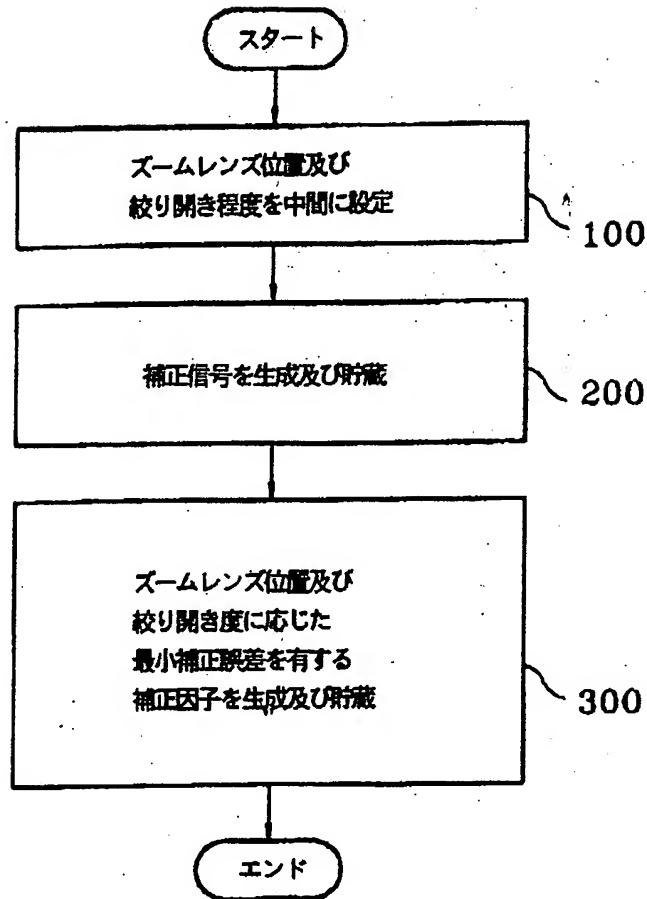 スタート
ズームレンズ位置及び
絞り開き程度を中間に設定
100
補正信号を生成及び貯蔵
200
ズームレンズ位置及び
絞り開き度に応じた
最小補正誤差を有する
補正因子を生成及び貯蔵
300
エンド